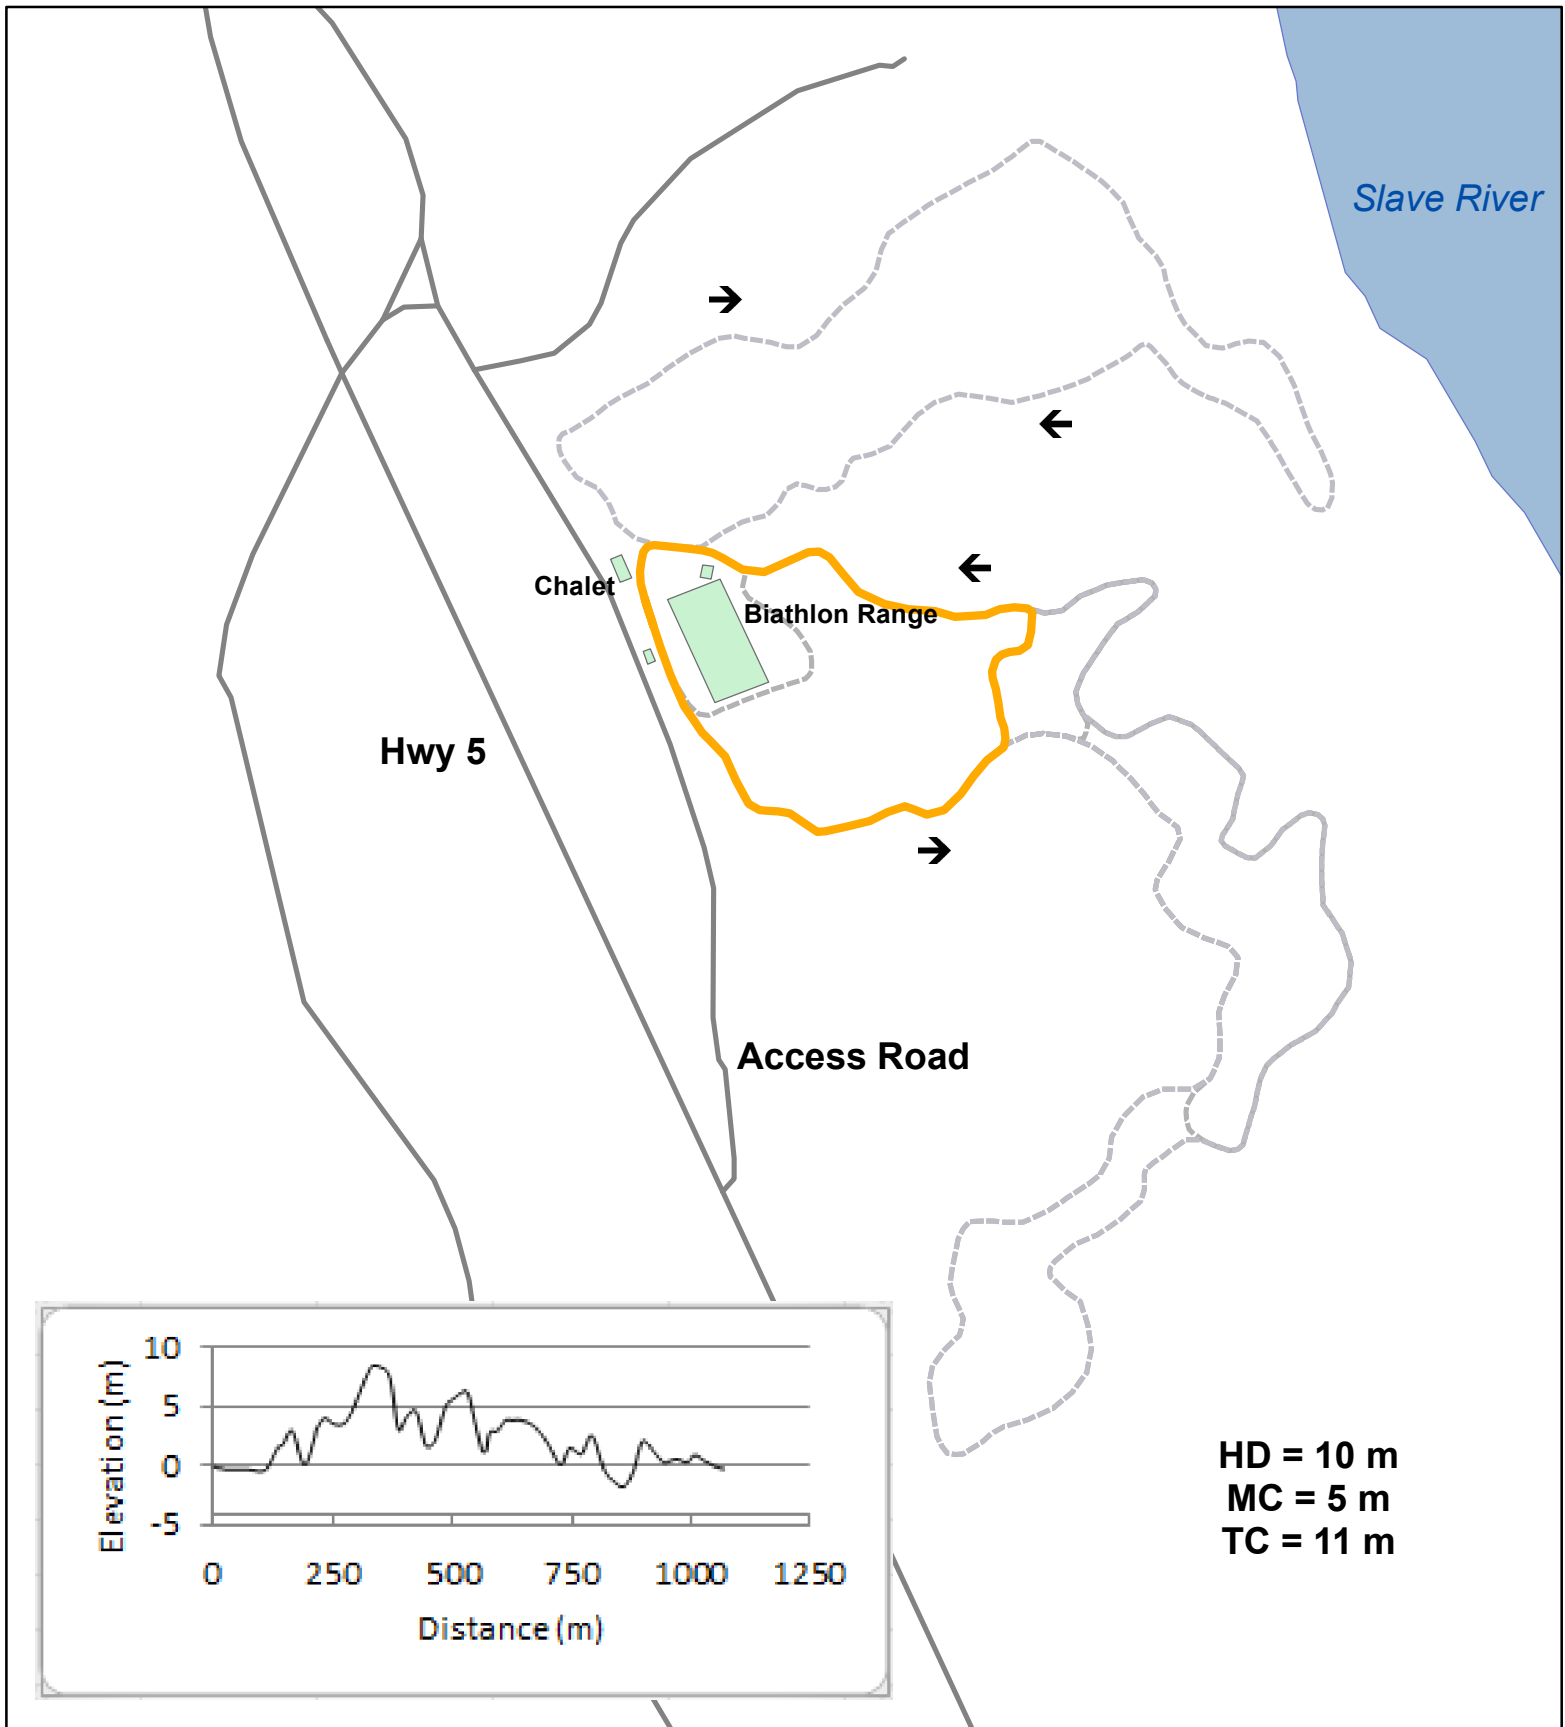 Slave River
Chalet
Biathlon Range
Hwy 5
Access Road
HD = 10 m
MC = 5 m
TC = 11 m
Elevation (m)
10
5
0
-5
0 250 500 750 1000 1250
Distance (m)